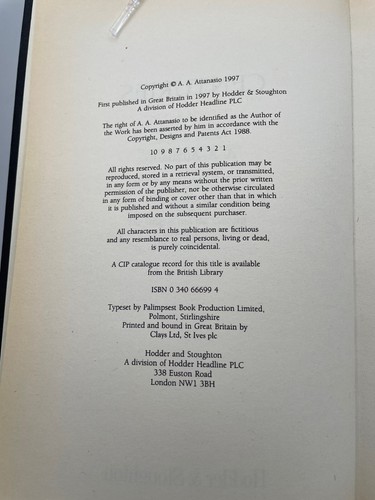 Copyright © A. A. Attanasio 1997
First published in Great Britain in 1997 by Hodder & Stoughton
A division of Hodder Headline PLC
The right of A. A. Attanasio to be identified as the Author of
the Work has been asserted by him in accordance with the
Copyright, Designs and Patents Act 1988.
10 9 8 7 6 5 4 3 2 1
All rights reserved. No part of this publication may be
reproduced, stored in a retrieval system, or transmitted,
in any form or by any means without the prior written
permission of the publisher, nor be otherwise circulated
in any form of binding or cover other than that in which
it is published and without a similar condition being
imposed on the subsequent purchaser.
All characters in this publication are fictitious
and any resemblance to real persons, living or dead,
is purely coincidental.
A CIP catalogue record for this title is available
from the British Library
ISBN 0 340 66699 4
Typeset by Palimpsest Book Production Limited,
Polmont, Stirlingshire
Printed and bound in Great Britain by
Clays Ltd, St Ives plc
Hodder and Stoughton
A division of Hodder Headline PLC
338 Euston Road
London NW1 3BH